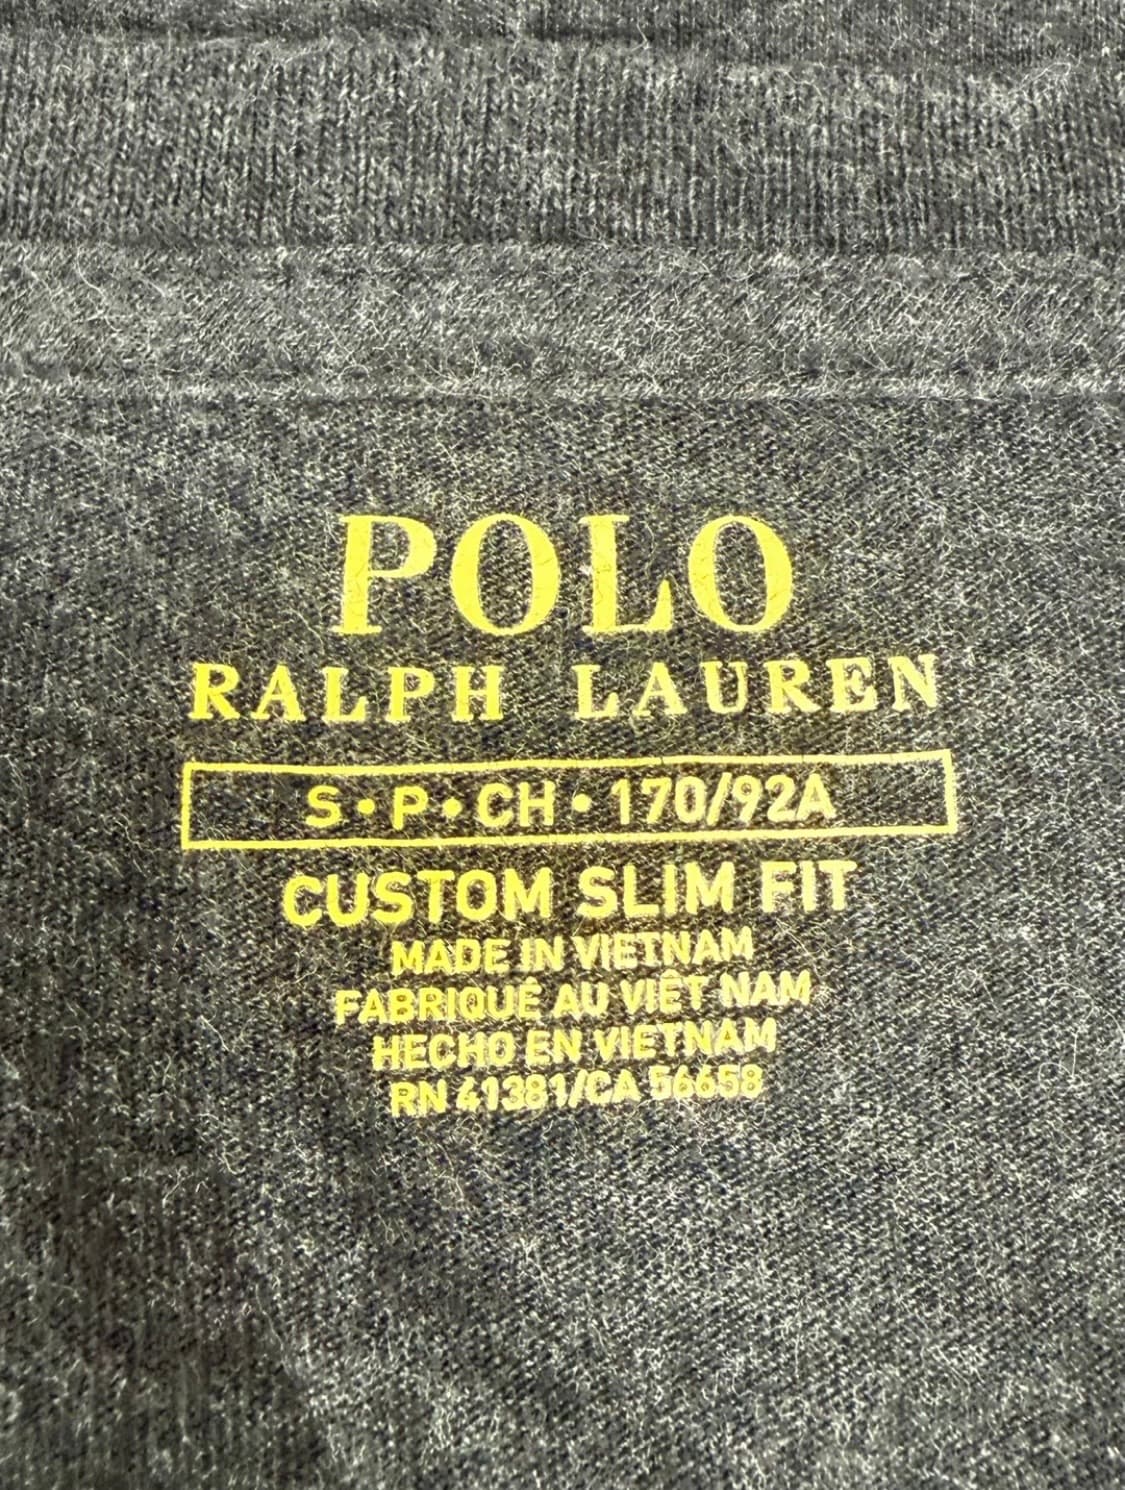 POLO
RALPH LAUREN
S • P • CH • 170/92A
CUSTOM SLIM FIT
MADE IN VIETNAM
FABRIQUÉ AU VIÊT NAM
HECHO EN VIETNAM
RN 41381/CA 56658